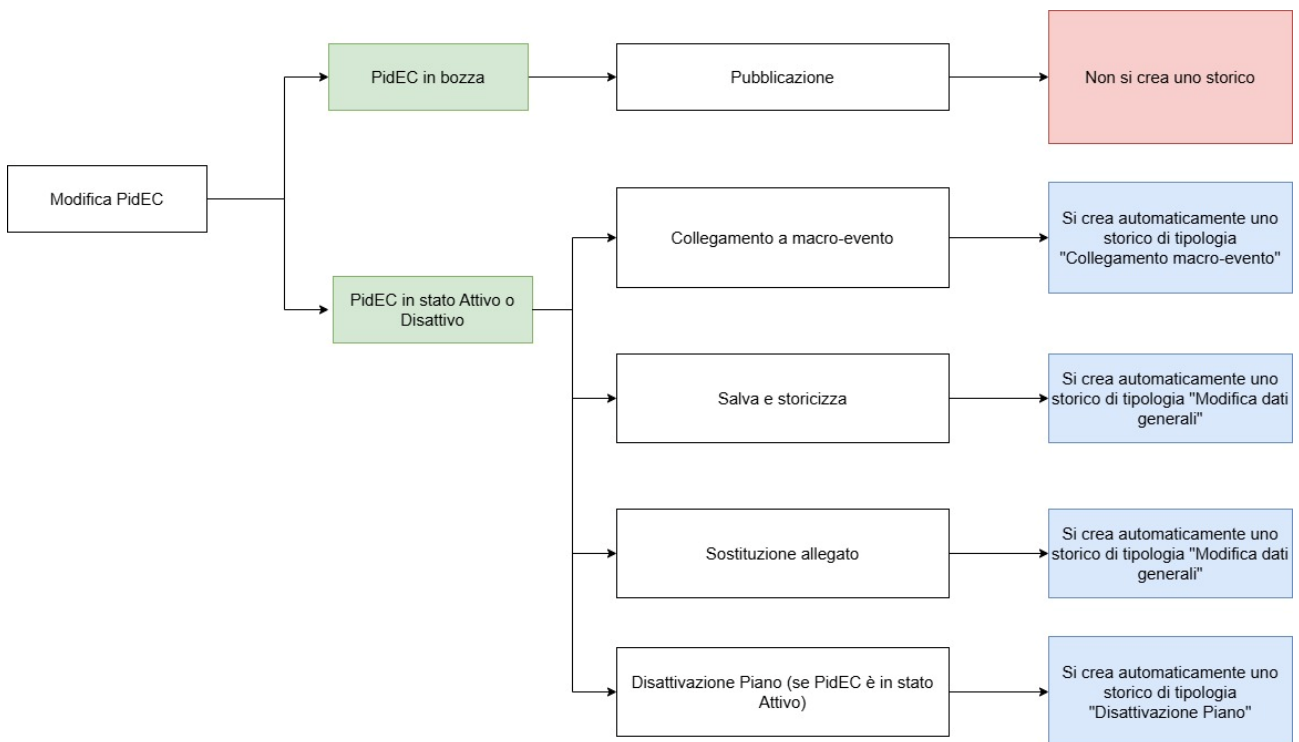 PidEC in bozza
Pubblicazione
Non si crea uno storico
Modifica PidEC
Collegamento a macro-evento
Si crea automaticamente uno
storico di tipologia
"Collegamento macro-evento"
PidEC in stato Attivo o
Disattivo
Salva e storicizza
Si crea automaticamente uno
storico di tipologia "Modifica dati
generali"
Sostituzione allegato
Si crea automaticamente uno
storico di tipologia "Modifica dati
generali"
Disattivazione Piano (se PidEC è in stato
Attivo)
Si crea automaticamente uno
storico di tipologia
"Disattivazione Piano"